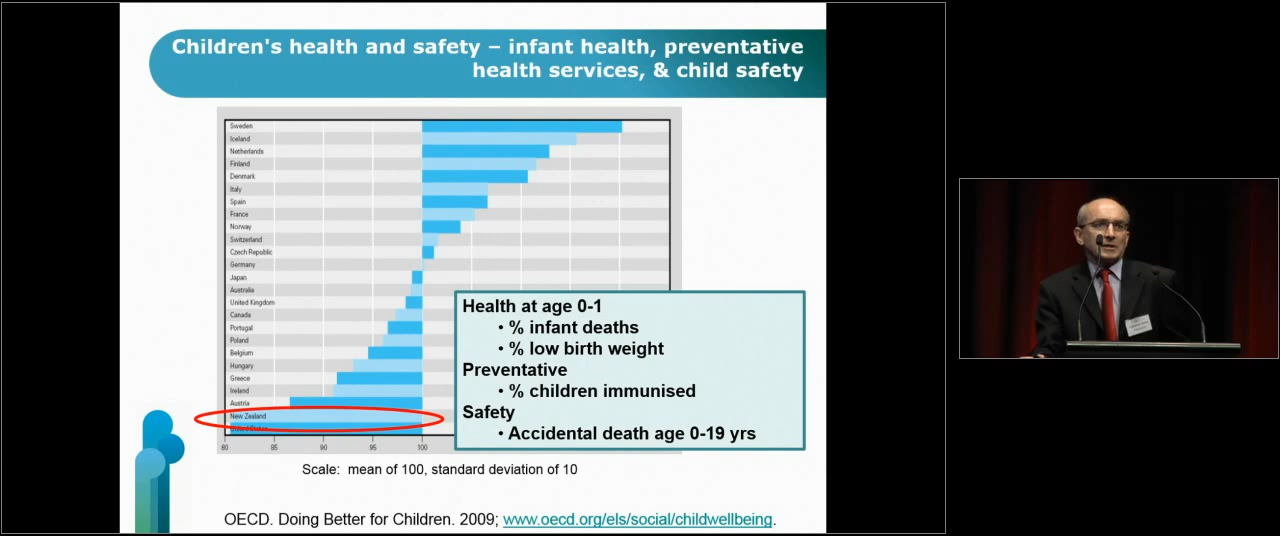 Children's health and safety – infant health, preventative
health services, & child safety
Sweden
Iceland
Netherlands
Finland
Denmark
Italy
Spain
France
Norway
Switzerland
Czech Republic
Germany
Japan
Australia
United Kingdom
Canada
Portugal
Poland
Belgium
Hungary
Greece
Ireland
Austria
New Zealand
United States
80 85 90 95 100
Health at age 0-1
• % infant deaths
• % low birth weight
Preventative
• % children immunised
Safety
• Accidental death age 0-19 yrs
Scale: mean of 100, standard deviation of 10
OECD. Doing Better for Children. 2009; www.oecd.org/els/social/childwellbeing.